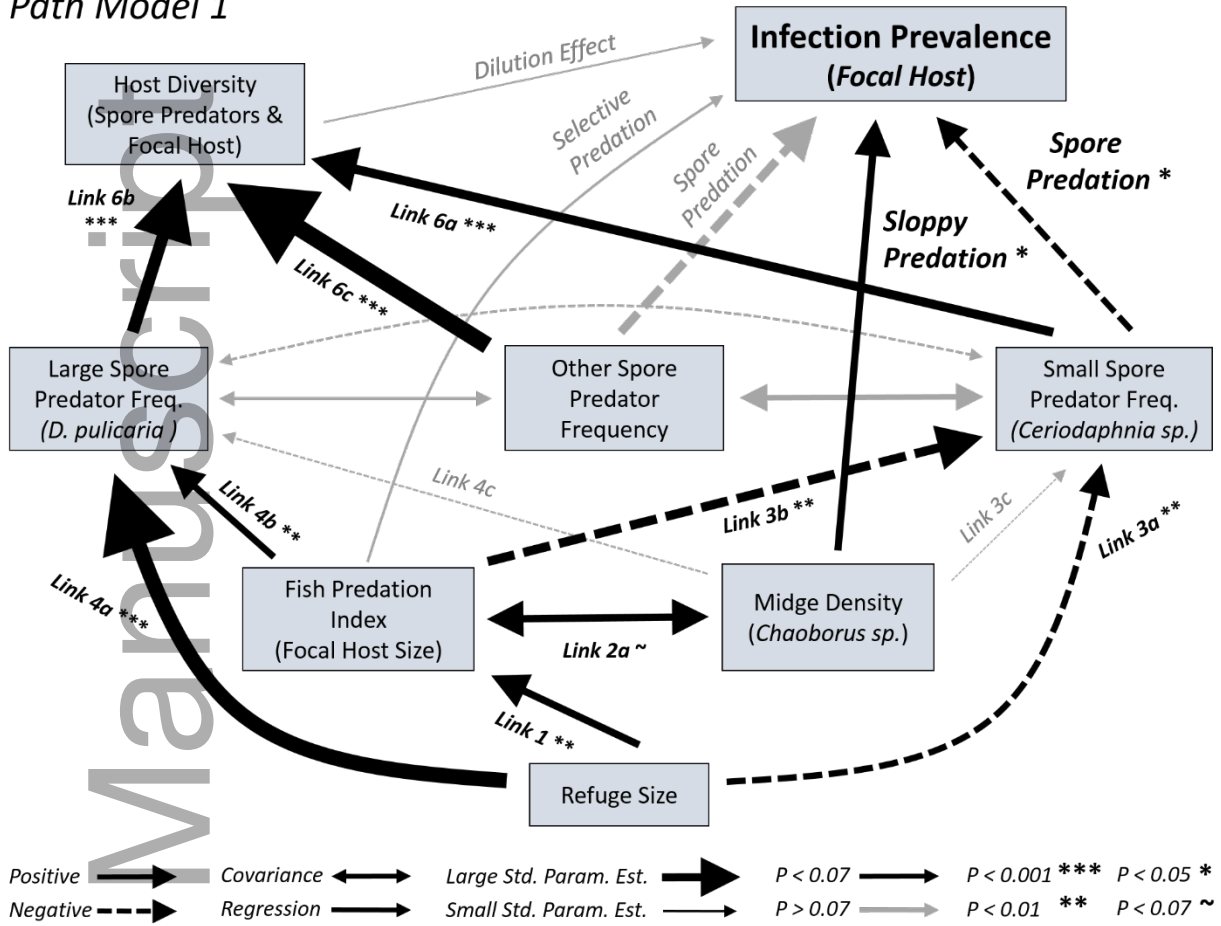 Path Model 1
Infection Prevalence
(Focal Host)
Dilution Effect
Host Diversity
(Spore Predators &
Focal Host)
Selective
Predation
Spore
Predation
Spore
Predation *
Link 6b
***
Link 6a ***
Sloppy
Predation *
Link 6c ***
Large Spore
Predator Freq.
(D. pulicaria )
Other Spore
Predator
Frequency
Small Spore
Predator Freq.
(Ceriodaphnia sp.)
Link 4c
Link 4b **
Link 3b **
Link 3c
Link 3a **
Link 4a ***
Fish Predation
Index
(Focal Host Size)
Midge Density
(Chaoborus sp.)
Link 2a ~
Link 1 **
Refuge Size
Manuscript
Positive Covariance Large Std. Param. Est. P < 0.07 P < 0.001 *** P < 0.05 *
Negative Regression Small Std. Param. Est. P > 0.07 P < 0.01 ** P < 0.07 ~